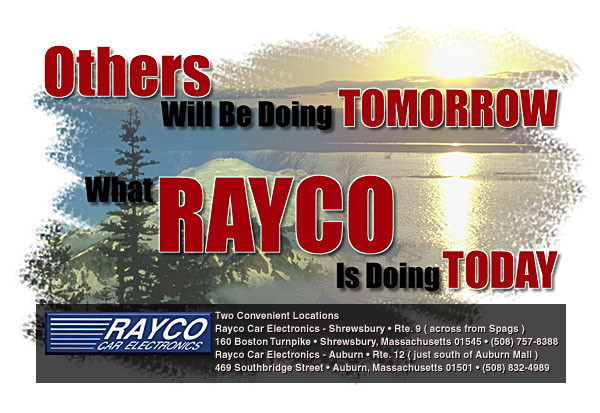 Others
Will Be Doing TOMORROW
What RAYCO
Is Doing TODAY
RAYCO
CAR ELECTRONICS
Two Convenient Locations
Rayco Car Electronics - Shrewsbury • Rte. 9 ( across from Spags )
160 Boston Turnpike • Shrewsbury, Massachusetts 01545 • (508) 757-8388
Rayco Car Electronics - Auburn • Rte. 12 ( just south of Auburn Mall )
469 Southbridge Street • Auburn, Massachusetts 01501 • (508) 832-4989